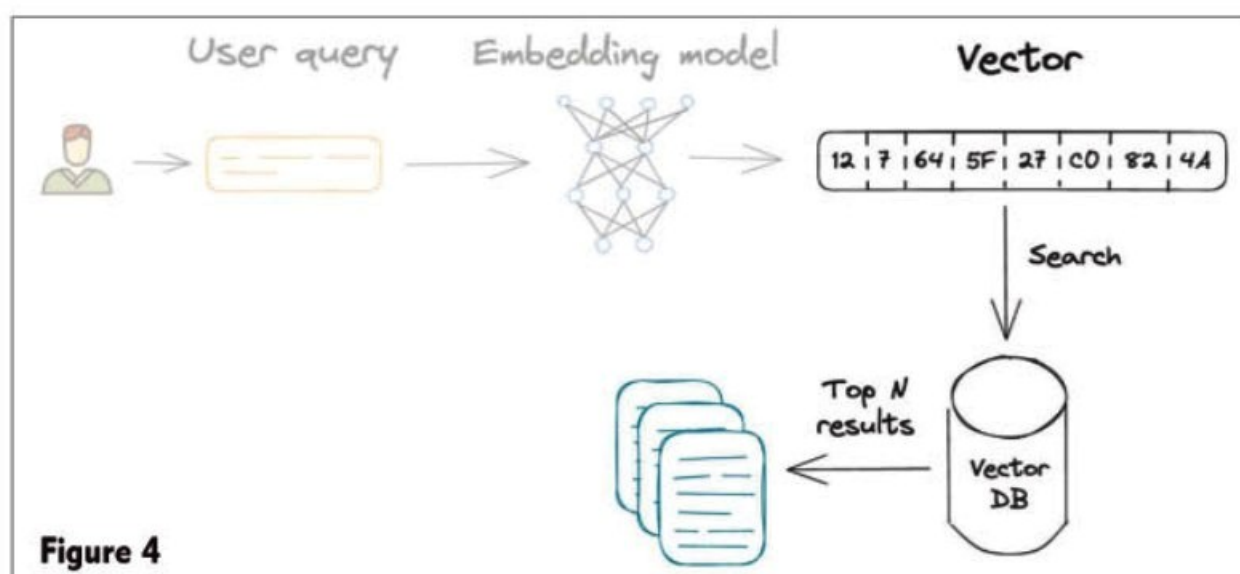 User query
Embedding model
Vector
12 7 64 5F 27 C0 82 4A
Search
Top N
results
Vector
DB
Figure 4